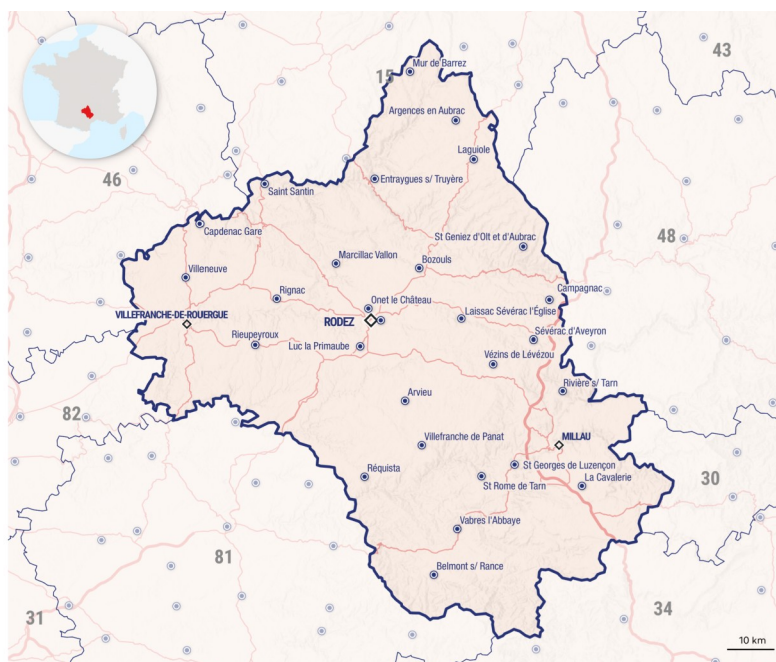 43
Mur de Barrez
15
Argences en Aubrac
Laguiole
46
Entraygues s/ Truyère
Saint Santin
Capdenac Gare
48
St Geniez d'Olt et d'Aubrac
Marcillac Vallon
Bozouls
Villeneuve
Campagnac
Rignac
Onet le Château
VILLEFRANCHE-DE-ROUERGUE
RODEZ
Laissac Sévérac l'Église
Rieupeyroux
Luc la Primaube
Sévérac d'Aveyron
Vézins de Lévézou
Rivière s/ Tarn
Arvieu
82
Villefranche de Panat
MILLAU
Réquista
St Georges de Luzençon
La Cavalerie
30
St Rome de Tarn
Vabres l'Abbaye
81
Belmont s/ Rance
34
31
10 km